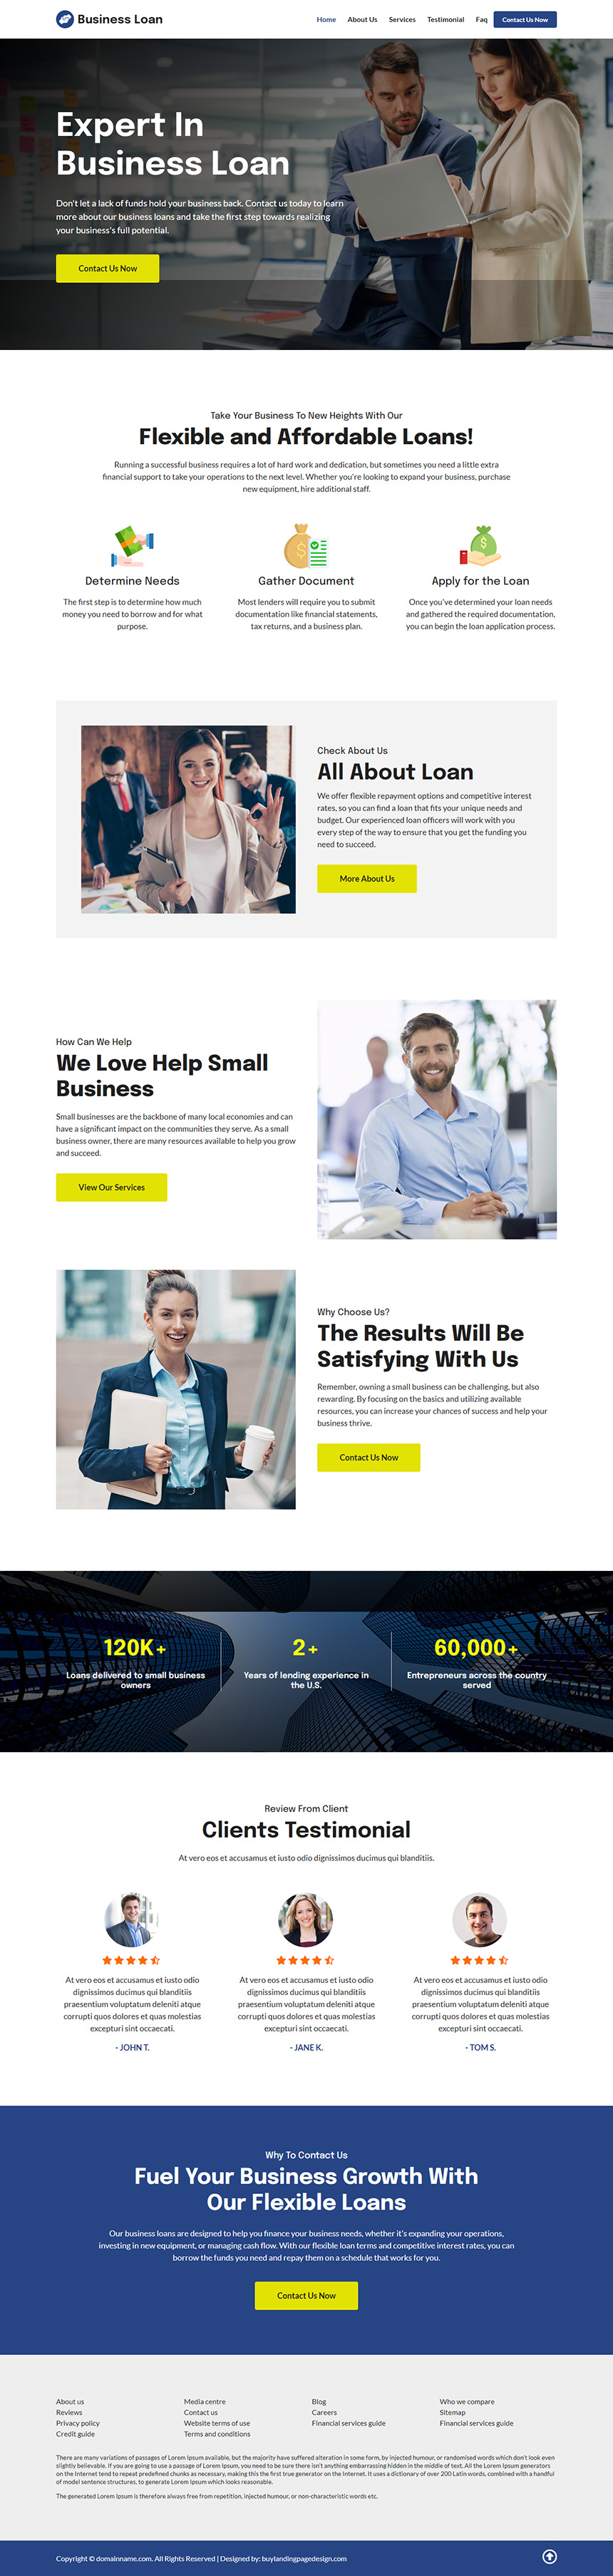 Business Loan
Home About Us Services Testimonial Faq Contact Us Now
Expert In
Business Loan
Don't let a lack of funds hold your business back. Contact us today to learn
more about our business loans and take the first step towards realizing
your business's full potential.
Contact Us Now
Take Your Business To New Heights With Our
Flexible and Affordable Loans!
Running a successful business requires a lot of hard work and dedication, but sometimes you need a little extra
financial support to take your operations to the next level. Whether you're looking to expand your business, purchase
new equipment, hire additional staff.
Determine Needs
The first step is to determine how much
money you need to borrow and for what
purpose.
Gather Document
Most lenders will require you to submit
documentation like financial statements,
tax returns, and a business plan.
Apply for the Loan
Once you've determined your loan needs
and gathered the required documentation,
you can begin the loan application process.
Check About Us
All About Loan
We offer flexible repayment options and competitive interest
rates, so you can find a loan that fits your unique needs and
budget. Our experienced loan officers will work with you
every step of the way to ensure that you get the funding you
need to succeed.
More About Us
How Can We Help
We Love Help Small
Business
Small businesses are the backbone of many local economies and can
have a significant impact on the communities they serve. As a small
business owner, there are many resources available to help you grow
and succeed.
View Our Services
Why Choose Us?
The Results Will Be
Satisfying With Us
Remember, owning a small business can be challenging, but also
rewarding. By focusing on the basics and utilizing available
resources, you can increase your chances of success and help your
business thrive.
Contact Us Now
120K+
Loans delivered to small business
owners
2+
Years of lending experience in
the U.S.
60,000+
Entrepreneurs across the country
served
Review From Client
Clients Testimonial
At vero eos et accusamus et iusto odio dignissimos ducimus qui blanditiis.
At vero eos et accusamus et iusto odio
dignissimos ducimus qui blanditiis
praesentium voluptatum deleniti atque
corrupti quos dolores et quas molestias
excepturi sint occaecati.
- JOHN T.
At vero eos et accusamus et iusto odio
dignissimos ducimus qui blanditiis
praesentium voluptatum deleniti atque
corrupti quos dolores et quas molestias
excepturi sint occaecati.
- JANE K.
At vero eos et accusamus et iusto odio
dignissimos ducimus qui blanditiis
praesentium voluptatum deleniti atque
corrupti quos dolores et quas molestias
excepturi sint occaecati.
- TOM S.
Why To Contact Us
Fuel Your Business Growth With
Our Flexible Loans
Our business loans are designed to help you finance your business needs, whether it's expanding your operations,
investing in new equipment, or managing cash flow. With our flexible loan terms and competitive interest rates, you can
borrow the funds you need and repay them on a schedule that works for you.
Contact Us Now
About us
Reviews
Privacy policy
Credit guide
Media centre
Contact us
Website terms of use
Terms and conditions
Blog
Careers
Financial services guide
Who we compare
Sitemap
Financial services guide
There are many variations of passages of Lorem Ipsum available, but the majority have suffered alteration in some form, by injected humour, or randomised words which don't look even
slightly believable. If you are going to use a passage of Lorem Ipsum, you need to be sure there isn't anything embarrassing hidden in the middle of text. All the Lorem Ipsum generators
on the Internet tend to repeat predefined chunks as necessary, making this the first true generator on the Internet. It uses a dictionary of over 200 Latin words, combined with a handful
of model sentence structures, to generate Lorem Ipsum which looks reasonable.
The generated Lorem Ipsum is therefore always free from repetition, injected humour, or non-characteristic words etc.
Copyright © domainname.com. All Rights Reserved | Designed by: buylandingpagedesign.com